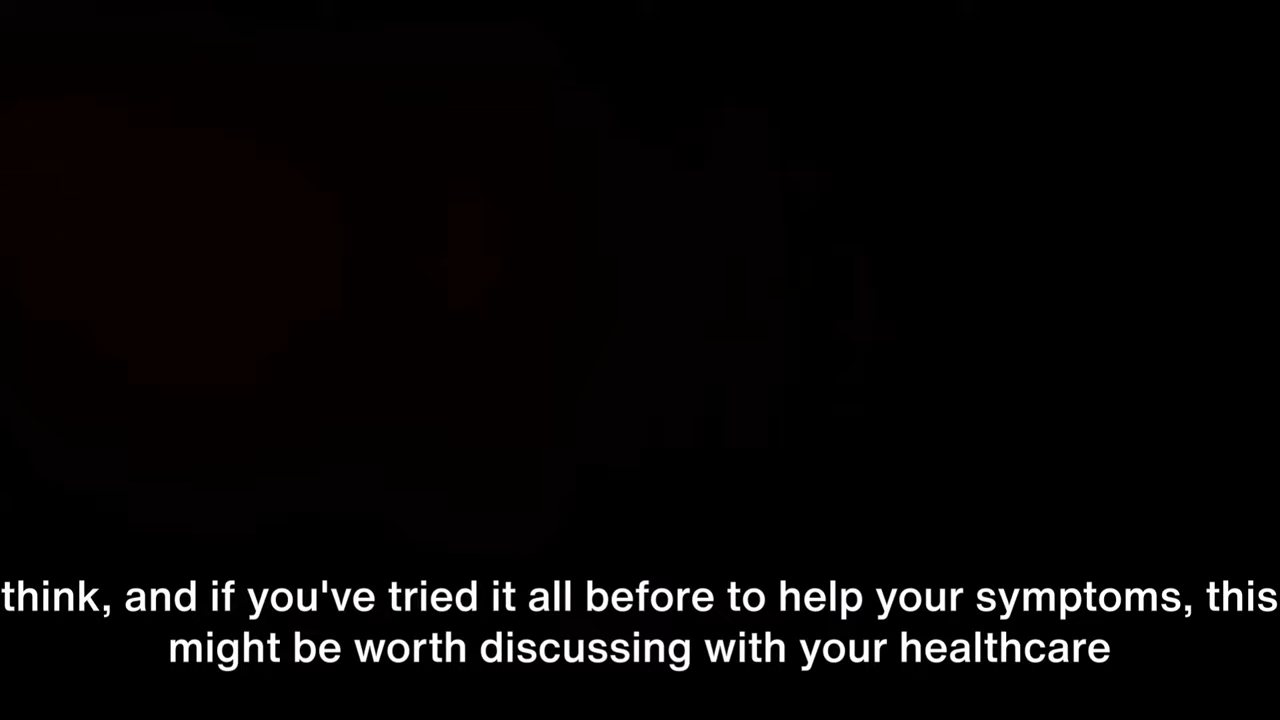 think, and if you've tried it all before to help your symptoms, this
might be worth discussing with your healthcare